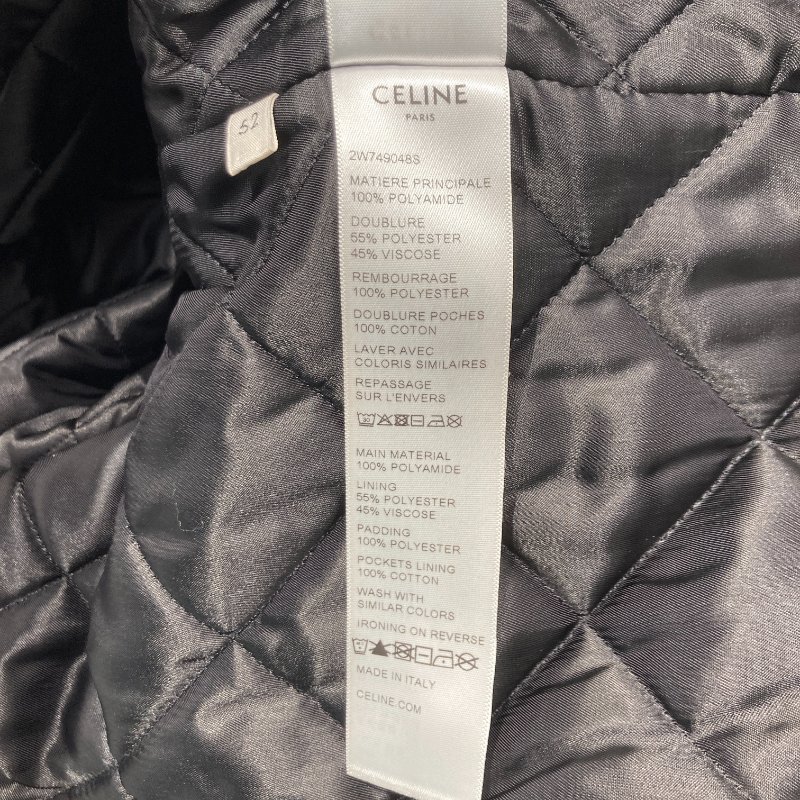 52
CELINE
PARIS
2W749048S
MATIERE PRINCIPALE
100% POLYAMIDE
DOUBLURE
55% POLYESTER
45% VISCOSE
REMBOURRAGE
100% POLYESTER
DOUBLURE POCHES
100% COTON
LAVER AVEC
COLORIS SIMILAIRES
REPASSAGE
SUR L'ENVERS
MAIN MATERIAL
100% POLYAMIDE
LINING
55% POLYESTER
45% VISCOSE
PADDING
100% POLYESTER
POCKETS LINING
100% COTTON
WASH WITH
SIMILAR COLORS
IRONING ON REVERSE
MADE IN ITALY
CELINE.COM